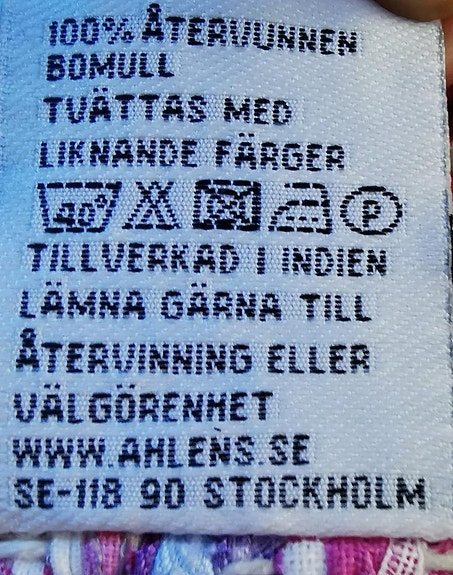 100% ÅTERVUNNEN
BOMULL
TVÄTTAS MED
LIKNANDE FÄRGER
40° P
TILLVERKAD I INDIEN
LÄMNA GÄRNA TILL
ÅTERVINNING ELLER
VÄLGÖRENHET
WWW.AHLENS.SE
SE-118 90 STOCKHOLM